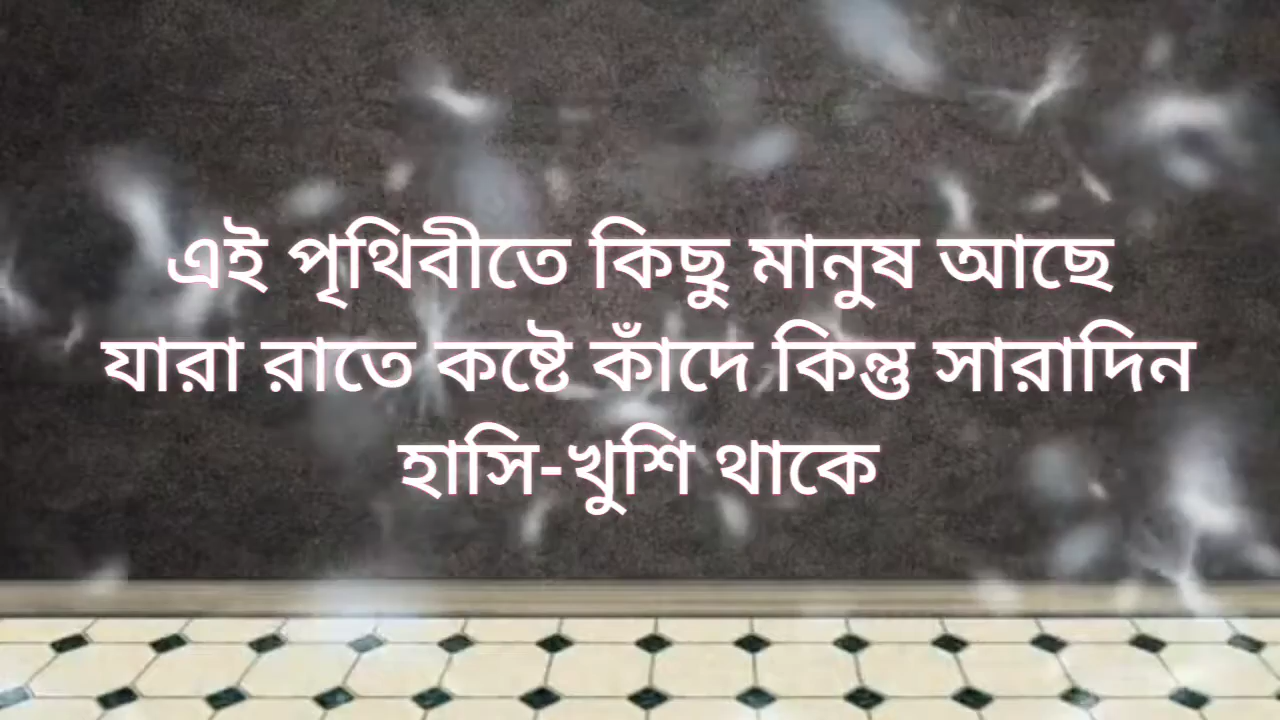 এই পৃথিবীতে কিছু মানুষ আছে
যারা রাতে কষ্টে কাঁদে কিন্তু সারাদিন
হাসি-খুশি থাকে